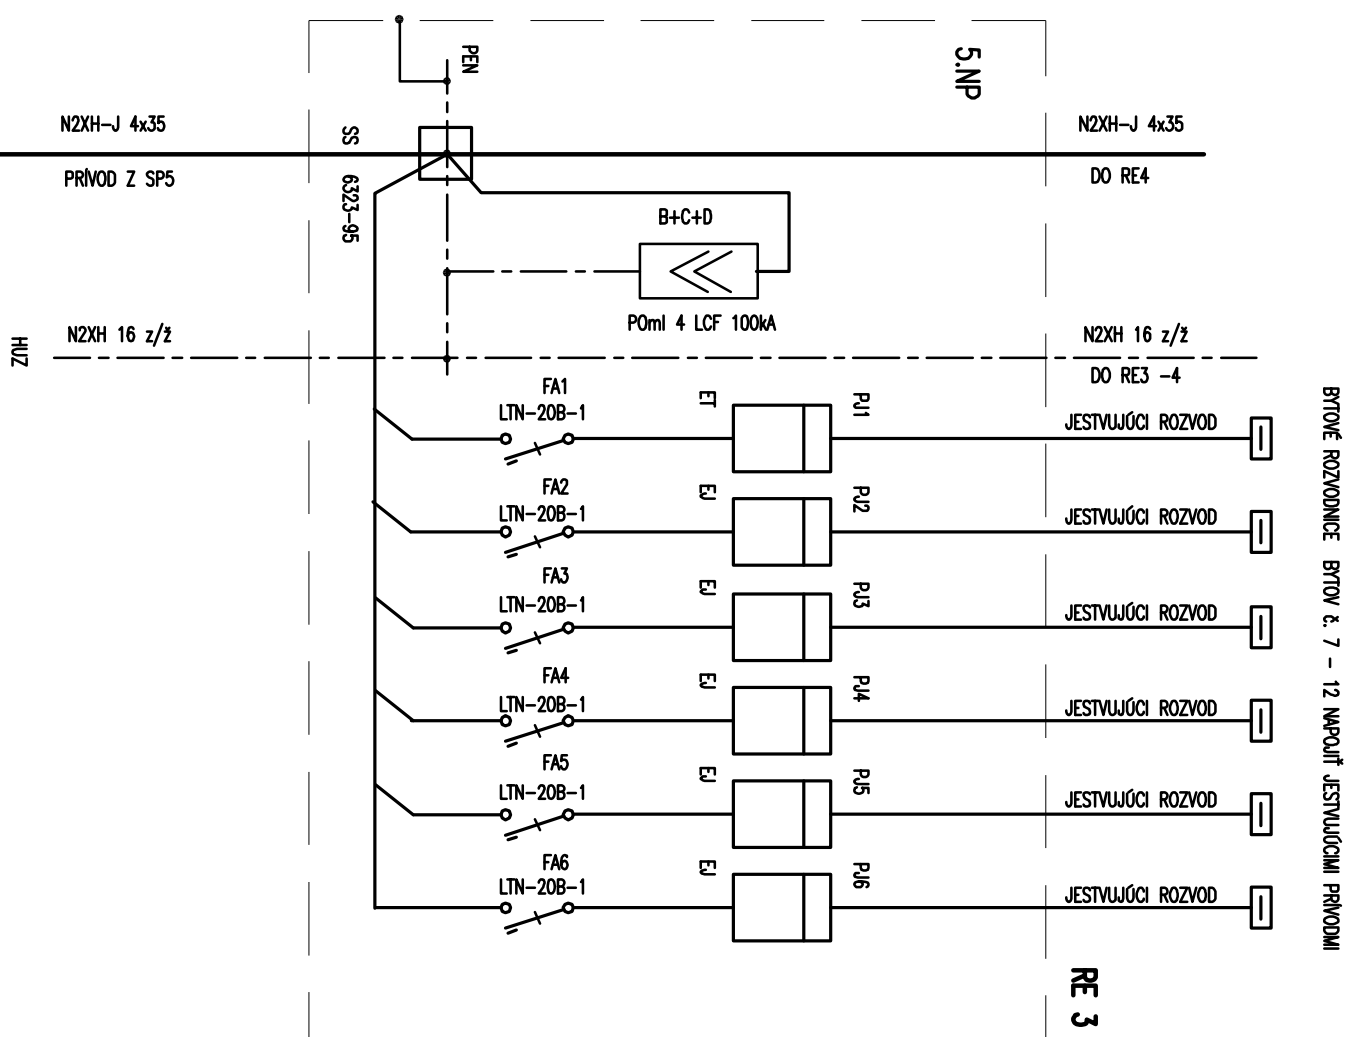 5.NP
PEN
N2XH-J 4x35
PRÍVOD Z SP5
SS 6323-95
N2XH-J 4x35
DO RE4
B+C+D
POmI 4 LCF 100kA
N2XH 16 z/ž
HUZ
N2XH 16 z/ž
DO RE3 -4
FA1
LTN-20B-1
ET
PJ1
JESTVUJÚCI ROZVOD
FA2
LTN-20B-1
EJ
PJ2
JESTVUJÚCI ROZVOD
FA3
LTN-20B-1
EJ
PJ3
JESTVUJÚCI ROZVOD
FA4
LTN-20B-1
EJ
PJ4
JESTVUJÚCI ROZVOD
FA5
LTN-20B-1
EJ
PJ5
JESTVUJÚCI ROZVOD
FA6
LTN-20B-1
EJ
PJ6
JESTVUJÚCI ROZVOD
BYTOVÉ ROZVODNICE BYTOV č. 7 - 12 NAPOJIŤ JESTVUJÚCIMI PRÍVODMI
RE 3